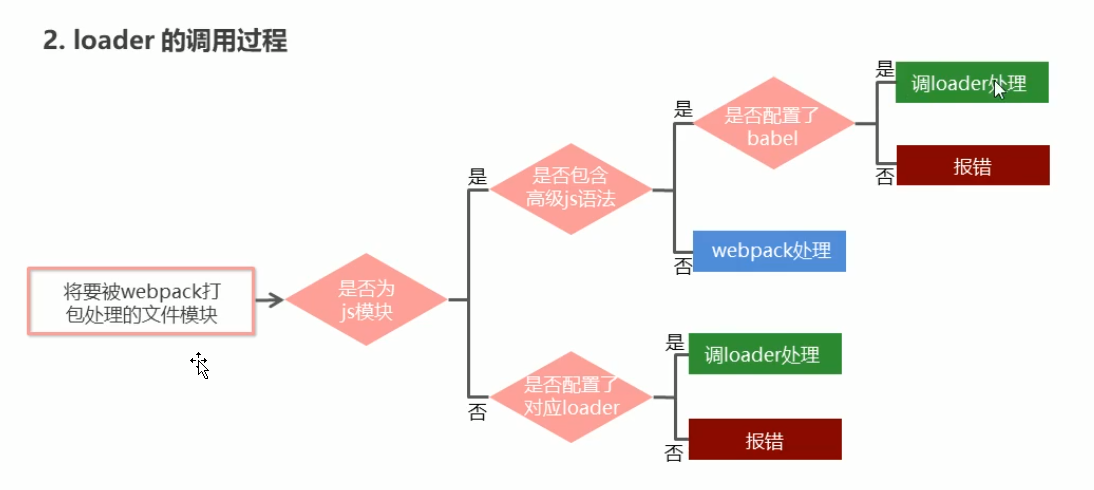 2. loader 的调用过程
是
调loader处理
是
是否配置了
babel
是
是否包含
高级js语法
报错
否
webpack处理
否
将要被webpack打
包处理的文件模块
是否为
js模块
是
调loader处理
否
是否配置了
对应loader
报错
否